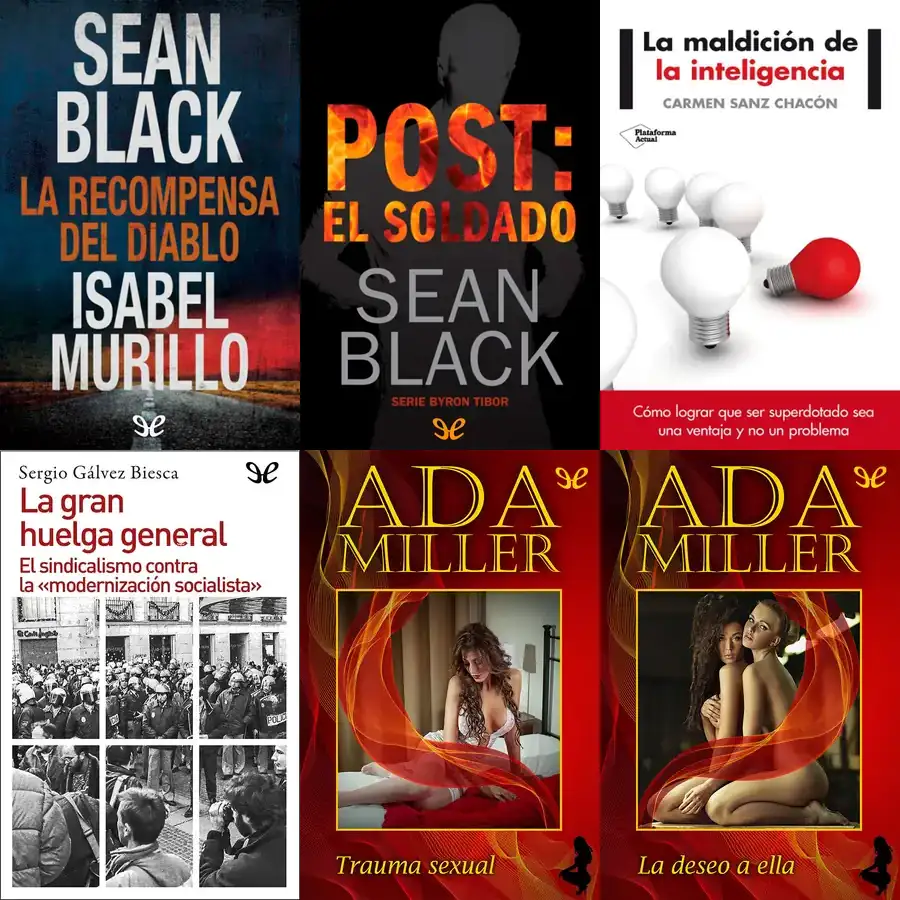 SEAN
BLACK
LA RECOMPENSA
DEL DIABLO
ISABEL
MURILLO
POST:
EL SOLDADO
SEAN
BLACK
SERIE BYRON TIBOR
La maldición de
la inteligencia
CARMEN SANZ CHACÓN
Plataforma
Actual
Cómo lograr que ser superdotado sea
una ventaja y no un problema
Sergio Gálvez Biesca
La gran
huelga general
El sindicalismo contra
la «modernización socialista»
ADA
MILLER
Trauma sexual
ADA
MILLER
La deseo a ella